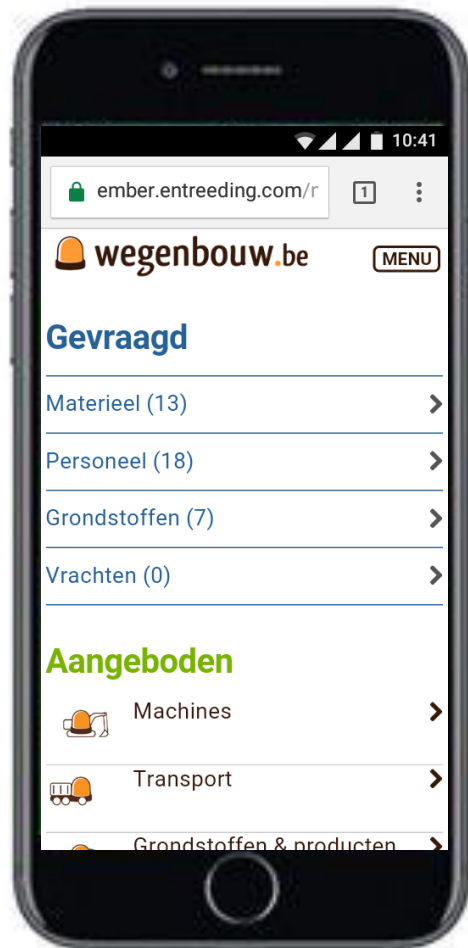 10:41
ember.entreeding.com/r
1
wegenbouw.be
MENU
Gevraagd
Materieel (13)
Personeel (18)
Grondstoffen (7)
Vrachten (0)
Aangeboden
Machines
Transport
Grondstoffen & producten